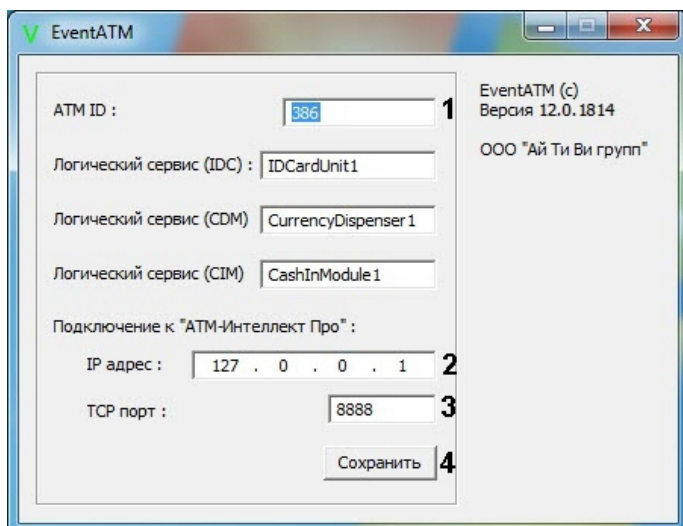 EventATM
ATM ID :
386
1
EventATM (c)
Версия 12.0.1814
ООО "Ай Ти Ви групп"
Логический сервис (IDC) :
IDCardUnit1
Логический сервис (CDM)
CurrencyDispenser1
Логический сервис (CIM)
CashInModule1
Подключение к "АТМ-Интеллект Про" :
IP адрес :
127 . 0 . 0 . 1
2
TCP порт :
8888
3
Сохранить
4